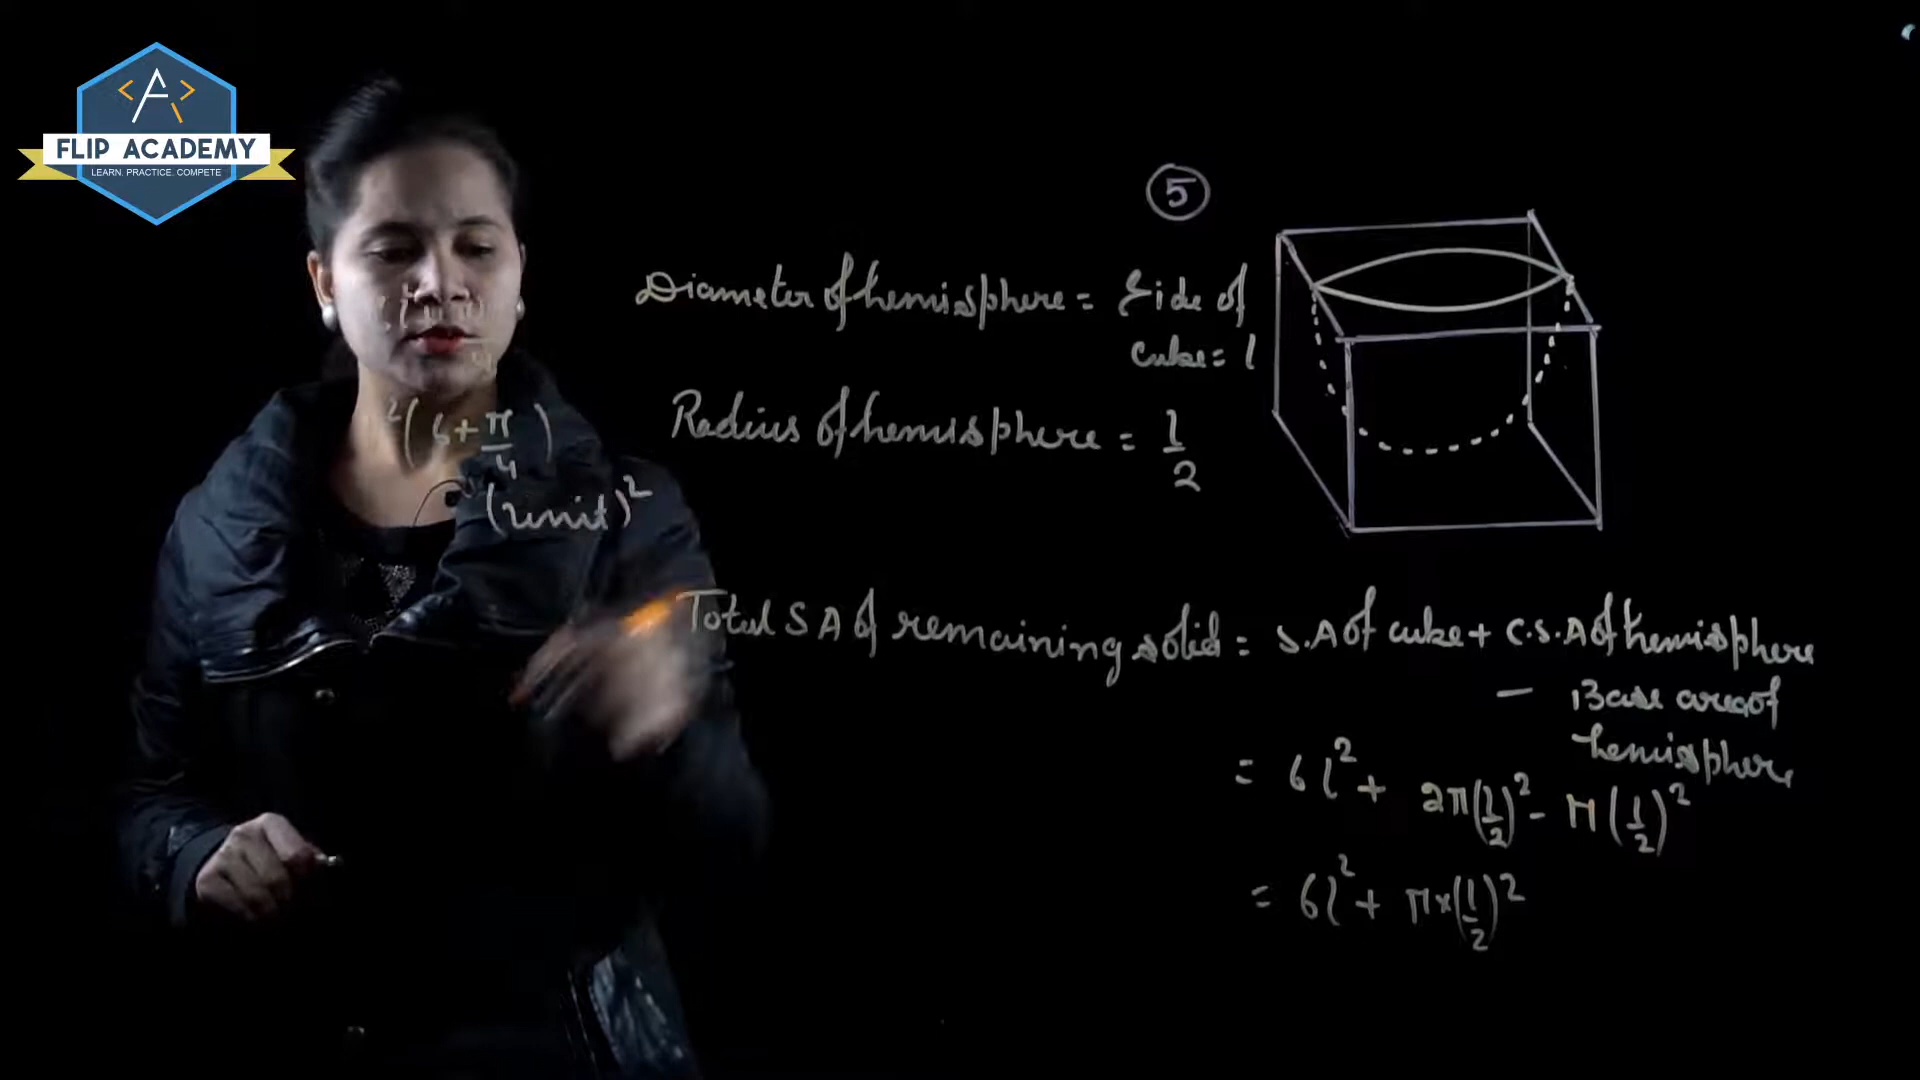 FLIP ACADEMY
LEARN. PRACTICE. COMPETE
5
Diameter of hemisphere = Side of
cube = l
Radius of hemisphere = l/2
²(6 + π/4)
(unit)²
Total SA of remaining solid = S.A of cube + C.S.A of hemisphere
— Base area of
hemisphere
= 6l² + 2π(l/2)² - π(l/2)²
= 6l² + π×(l/2)²